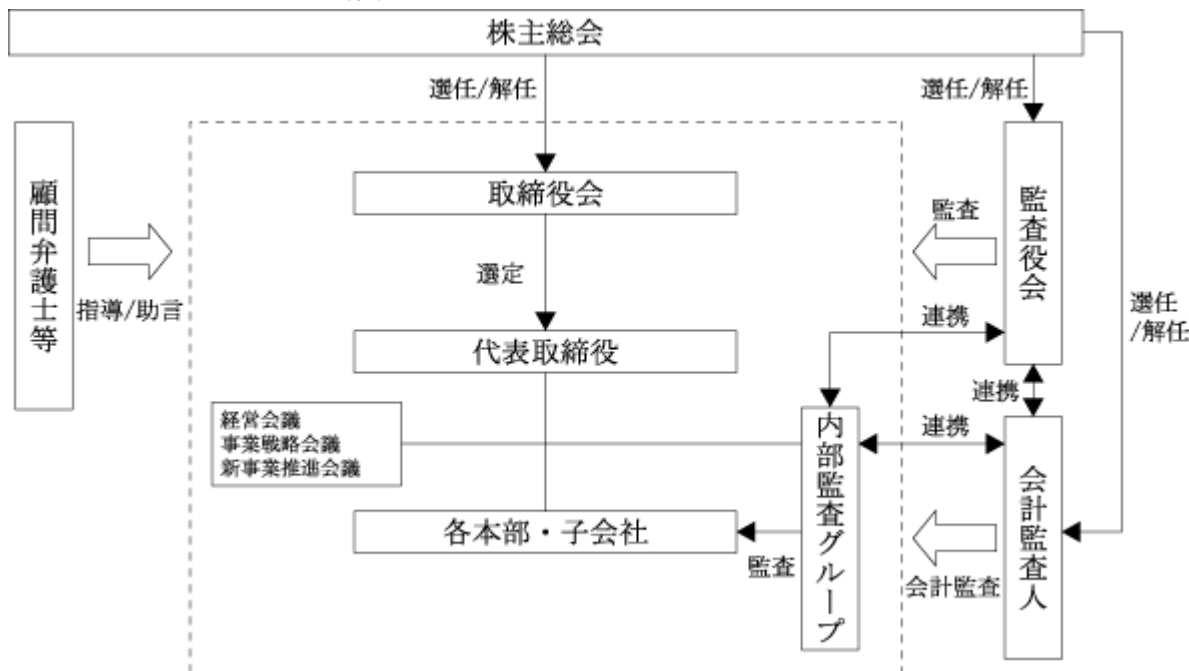 株主総会
選任/解任
選任/解任
顧問弁護士等
取締役会
監査役会
監査
指導/助言
選定
選任
/解任
連携
代表取締役
連携
経営会議
事業戦略会議
新事業推進会議
内部監査グループ
連携
会計監査人
各本部・子会社
監査
会計監査